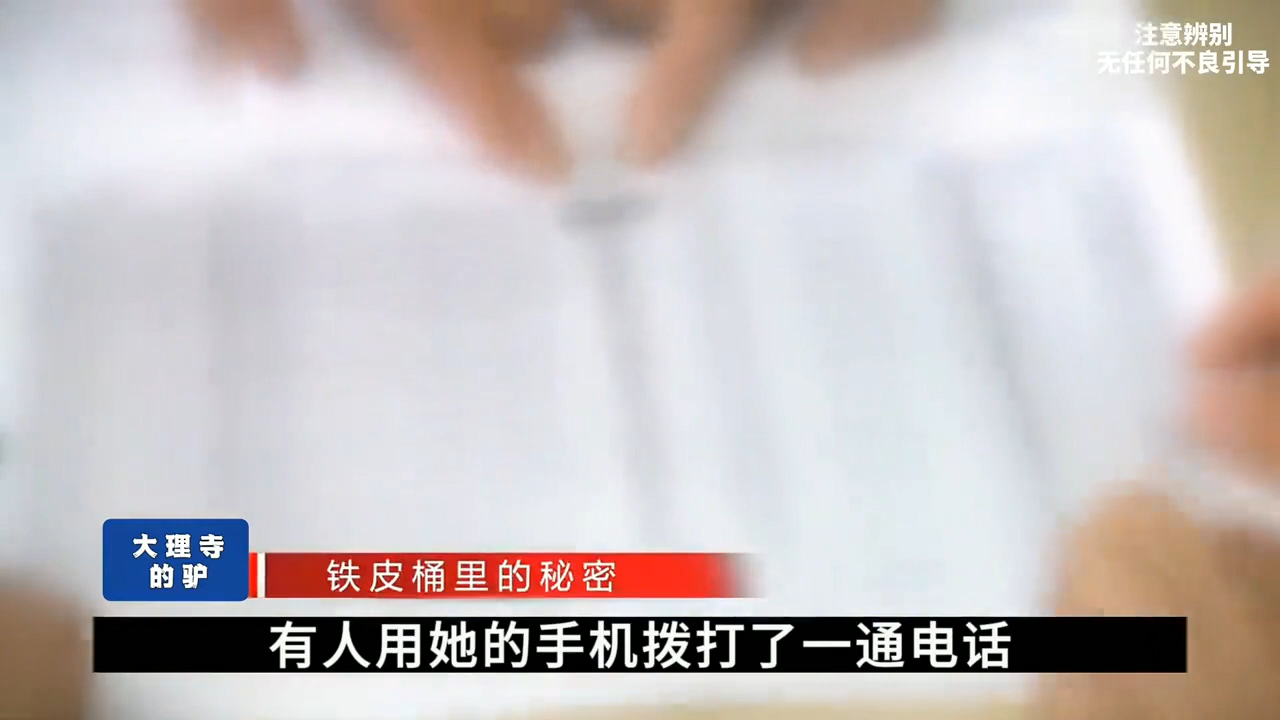 注意辨别
无任何不良引导
大理寺
的驴
铁皮桶里的秘密
有人用她的手机拨打了一通电话